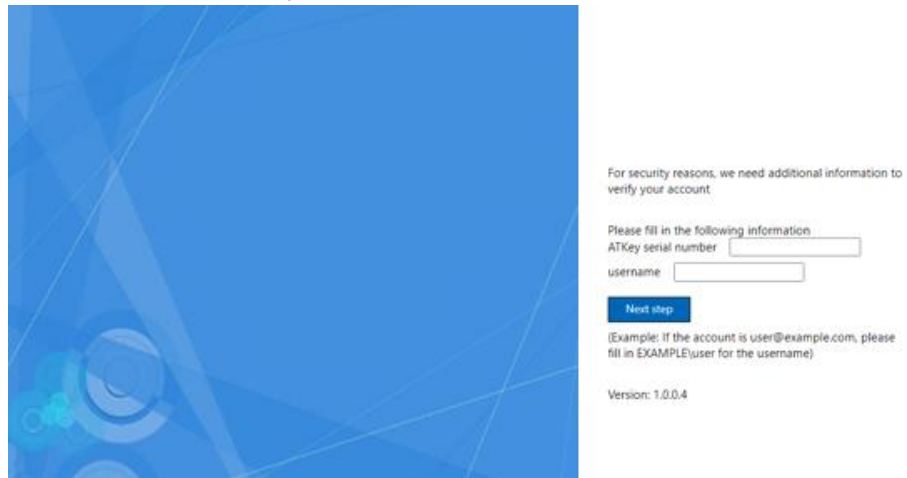 For security reasons, we need additional information to
verify your account
Please fill in the following information
ATKey serial number
username
Next step
(Example: If the account is user@example.com, please
fill in EXAMPLE\user for the username)
Version: 1.0.0.4